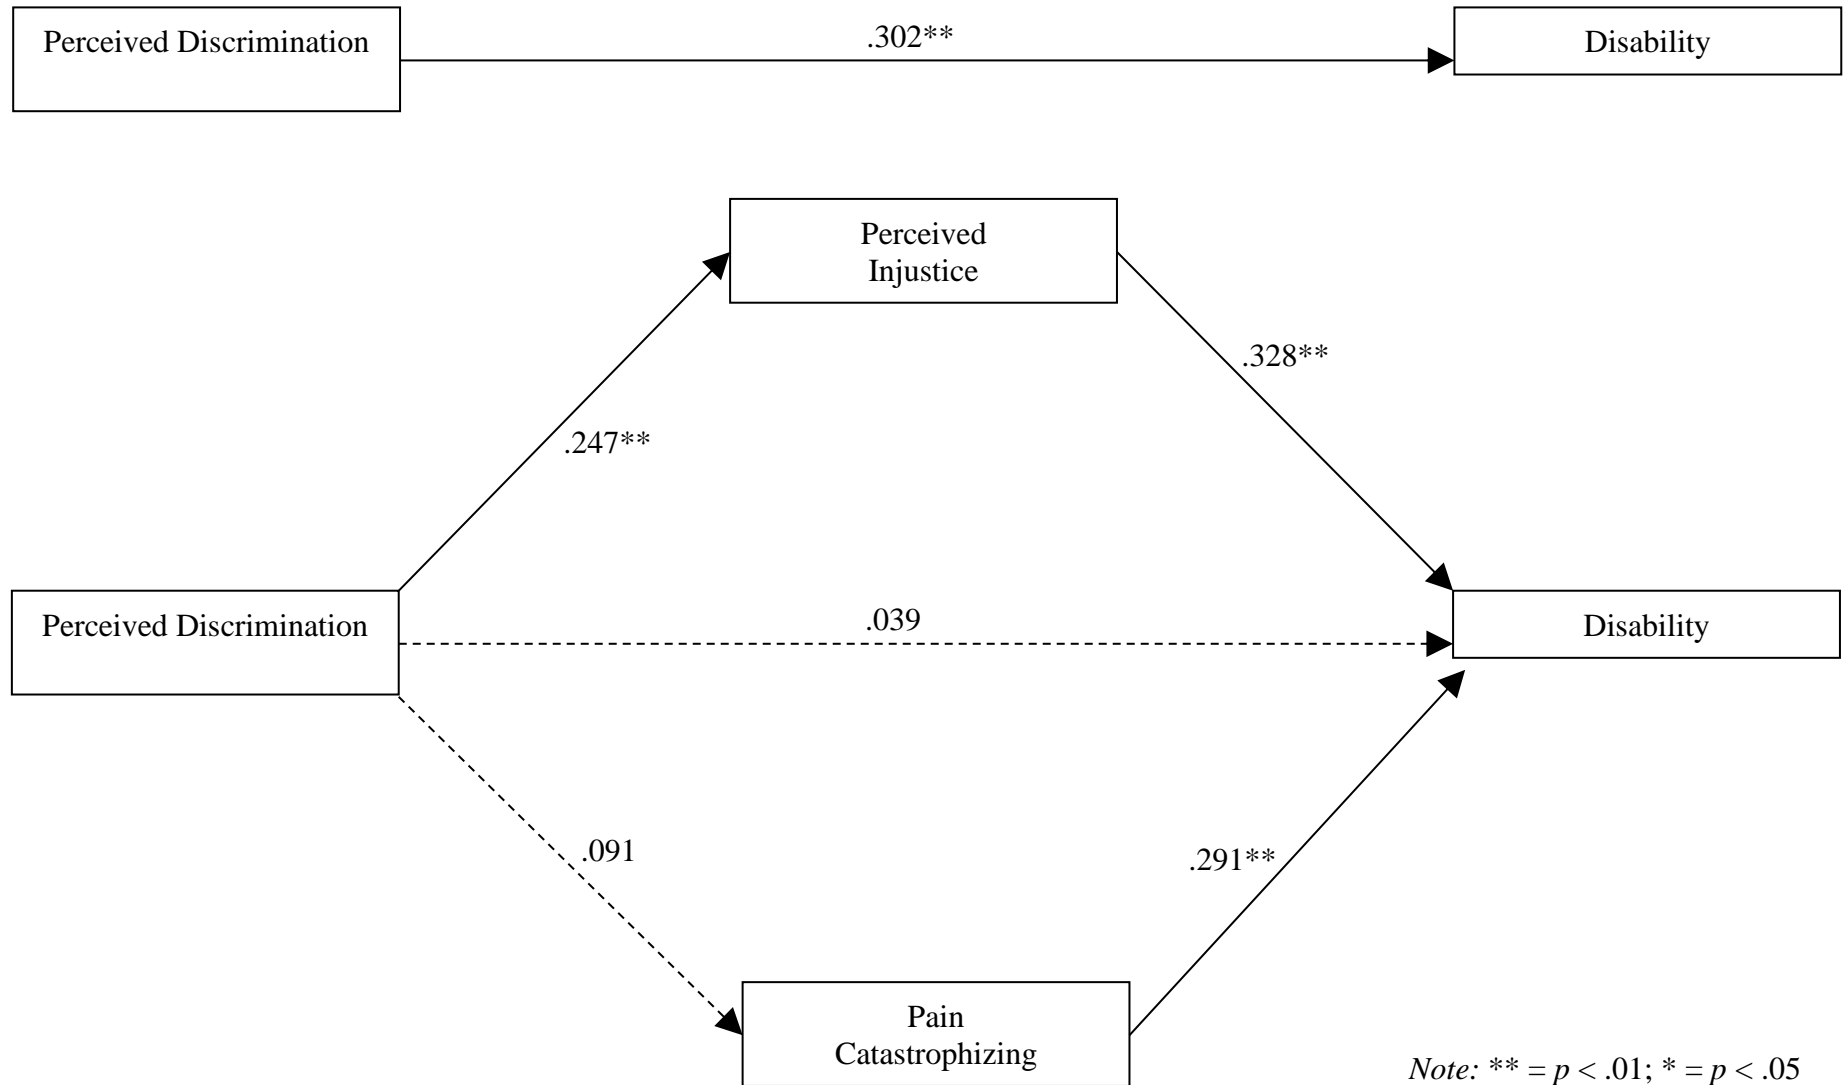 Perceived Discrimination
.302**
Disability
Perceived
Injustice
.328**
.247**
Perceived Discrimination
.039
Disability
.091
.291**
Pain
Catastrophizing
Note: ** = p < .01; * = p < .05